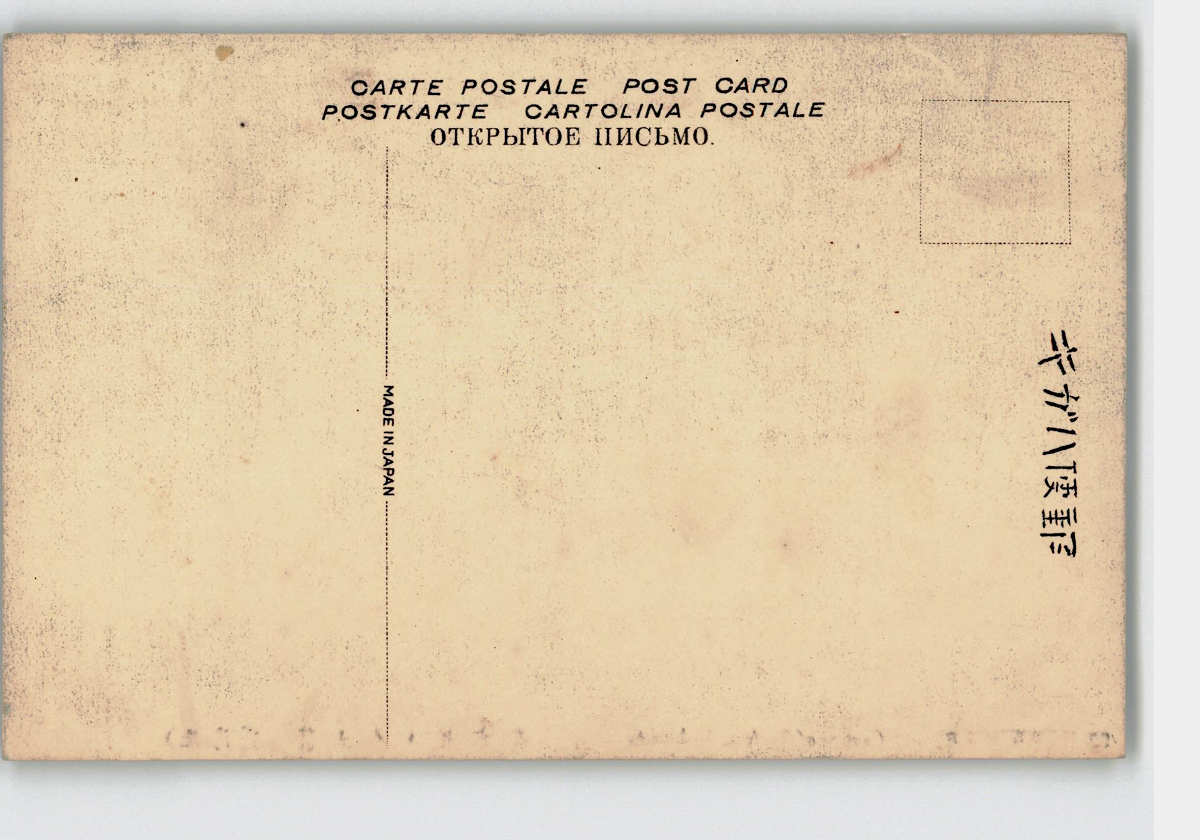 CARTE POSTALE POST CARD
POSTKARTE CARTOLINA POSTALE
ОТКРЫТОЕ ПИСЬМО.
MADE IN JAPAN
郵便ハガキ